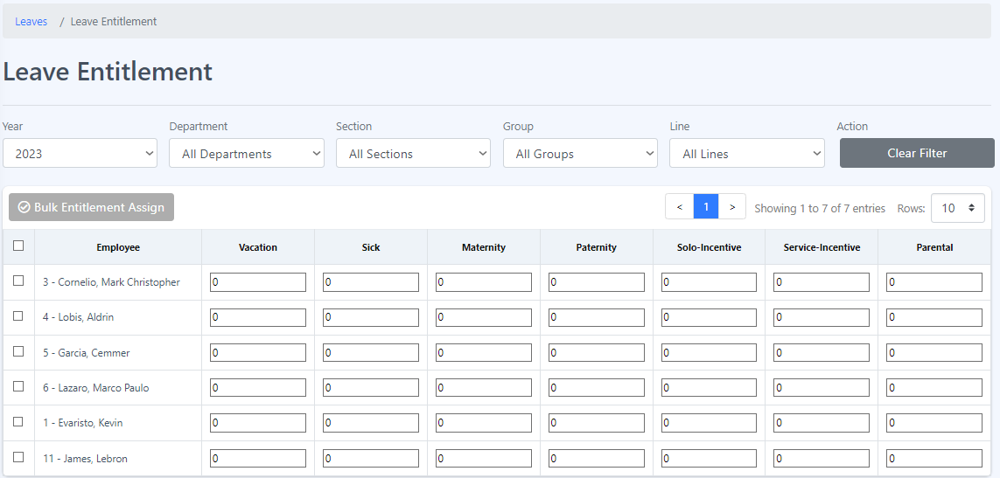 Leaves / Leave Entitlement
Leave Entitlement
Year Department Section Group Line Action
2023 All Departments All Sections All Groups All Lines Clear Filter
Bulk Entitlement Assign < 1 > Showing 1 to 7 of 7 entries Rows: 10
Employee Vacation Sick Maternity Paternity Solo-Incentive Service-Incentive Parental
3 - Cornelio, Mark Christopher 0 0 0 0 0 0 0
4 - Lobis, Aldrin 0 0 0 0 0 0 0
5 - Garcia, Cemmer 0 0 0 0 0 0 0
6 - Lazaro, Marco Paulo 0 0 0 0 0 0 0
1 - Evaristo, Kevin 0 0 0 0 0 0 0
11 - James, Lebron 0 0 0 0 0 0 0